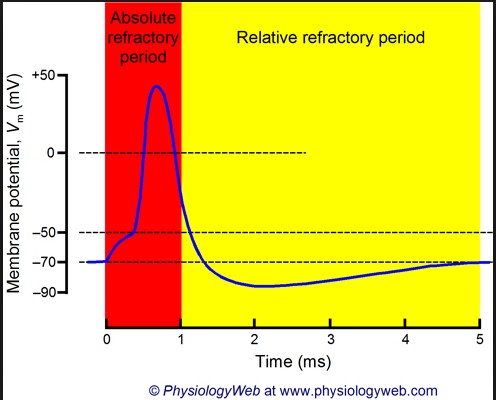 Absolute
refractory
period
Relative refractory period
Membrane potential, Vm (mV)
+50
0
–50
–70
–90
0 1 2 3 4 5
Time (ms)
© PhysiologyWeb at www.physiologyweb.com